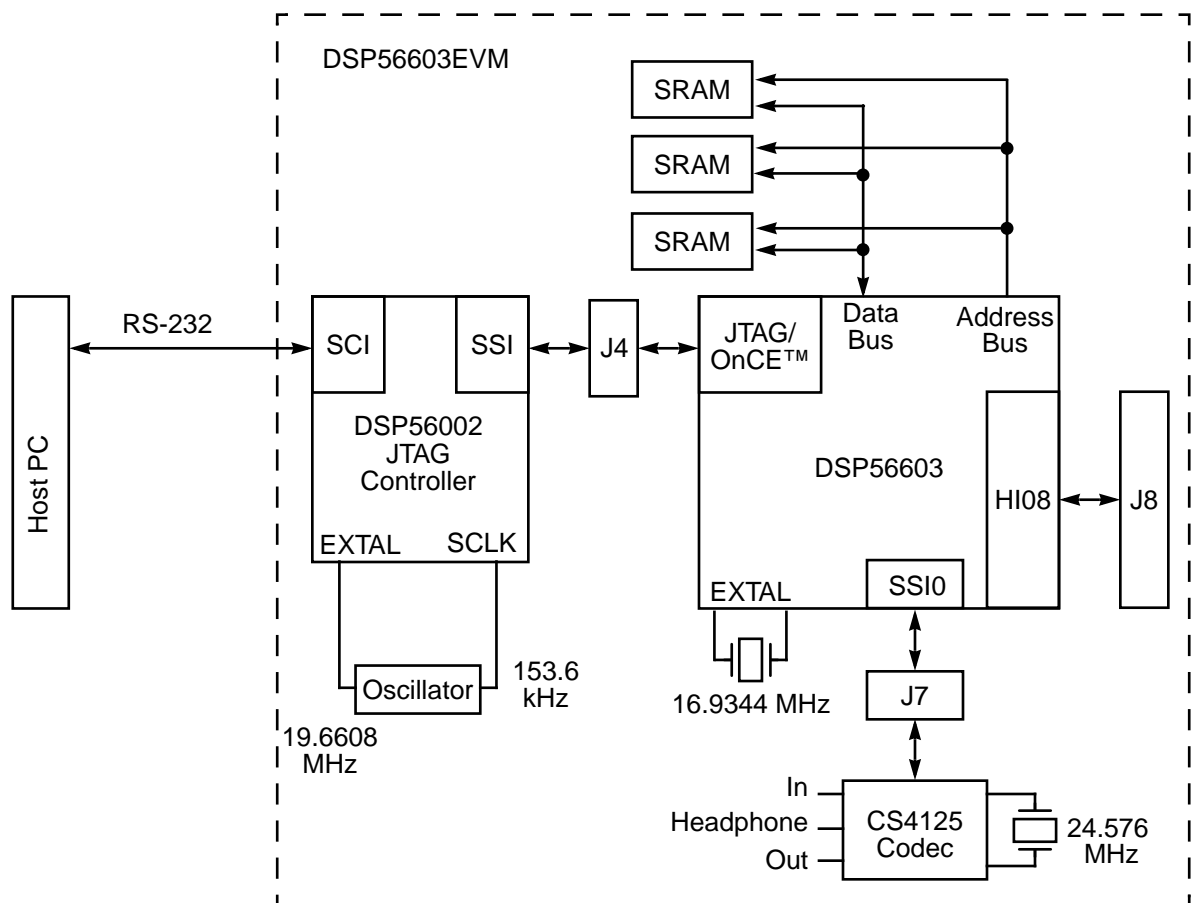 DSP56603EVM
SRAM
SRAM
SRAM
RS-232
SCI
SSI
J4
JTAG/
OnCE™
Data
Bus
Address
Bus
Host PC
DSP56002
JTAG
Controller
DSP56603
HI08
J8
EXTAL
SCLK
EXTAL
SSI0
Oscillator
153.6
kHz
16.9344 MHz
J7
19.6608
MHz
In
Headphone
Out
CS4125
Codec
24.576
MHz